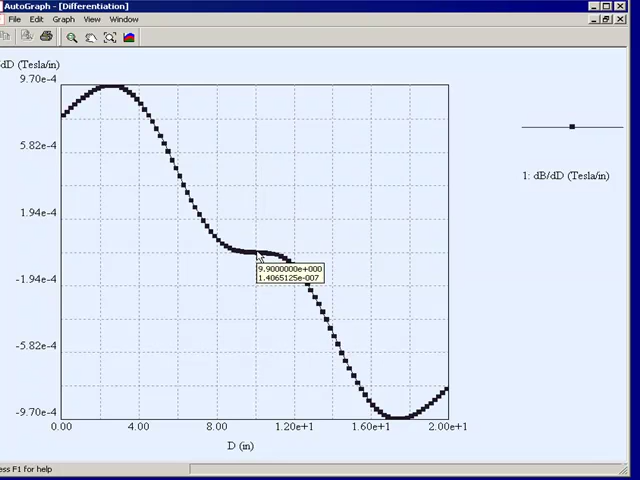 AutoGraph - [Differentiation]
File Edit Graph View Window
/dD (Tesla/in)
9.70e-4
5.82e-4
1.94e-4
-1.94e-4
-5.82e-4
-9.70e-4
9.9000000e+000
1.4065125e-007
1: dB/dD (Tesla/in)
0.00 4.00 8.00 1.20e+1 1.60e+1 2.00e+1
D (in)
ess F1 for help